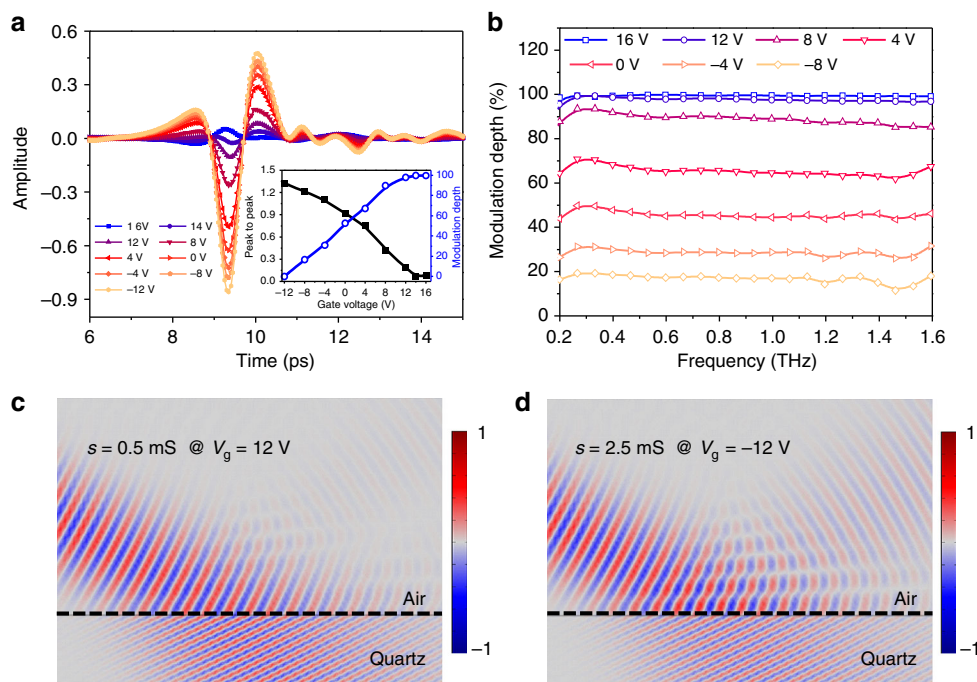 a
0.6
0.3
0.0
−0.3
−0.6
−0.9
Amplitude
6
8
10
12
14
Time (ps)
1 6V
14 V
12 V
8 V
4 V
0 V
−4 V
−8 V
−12 V
1.5
1.2
0.9
0.6
0.3
0.0
Peak to peak
100
80
60
40
20
0
Modulation depth
−12
−8
−4
0
4
8
12
16
Gate voltage (V)
b
16 V
12 V
8 V
4 V
0 V
−4 V
−8 V
120
100
80
60
40
20
0
Modulation depth (%)
0.2
0.4
0.6
0.8
1.0
1.2
1.4
1.6
Frequency (THz)
c
s = 0.5 mS @ Vg = 12 V
Air
Quartz
1
−1
d
s = 2.5 mS @ Vg = −12 V
Air
Quartz
1
−1